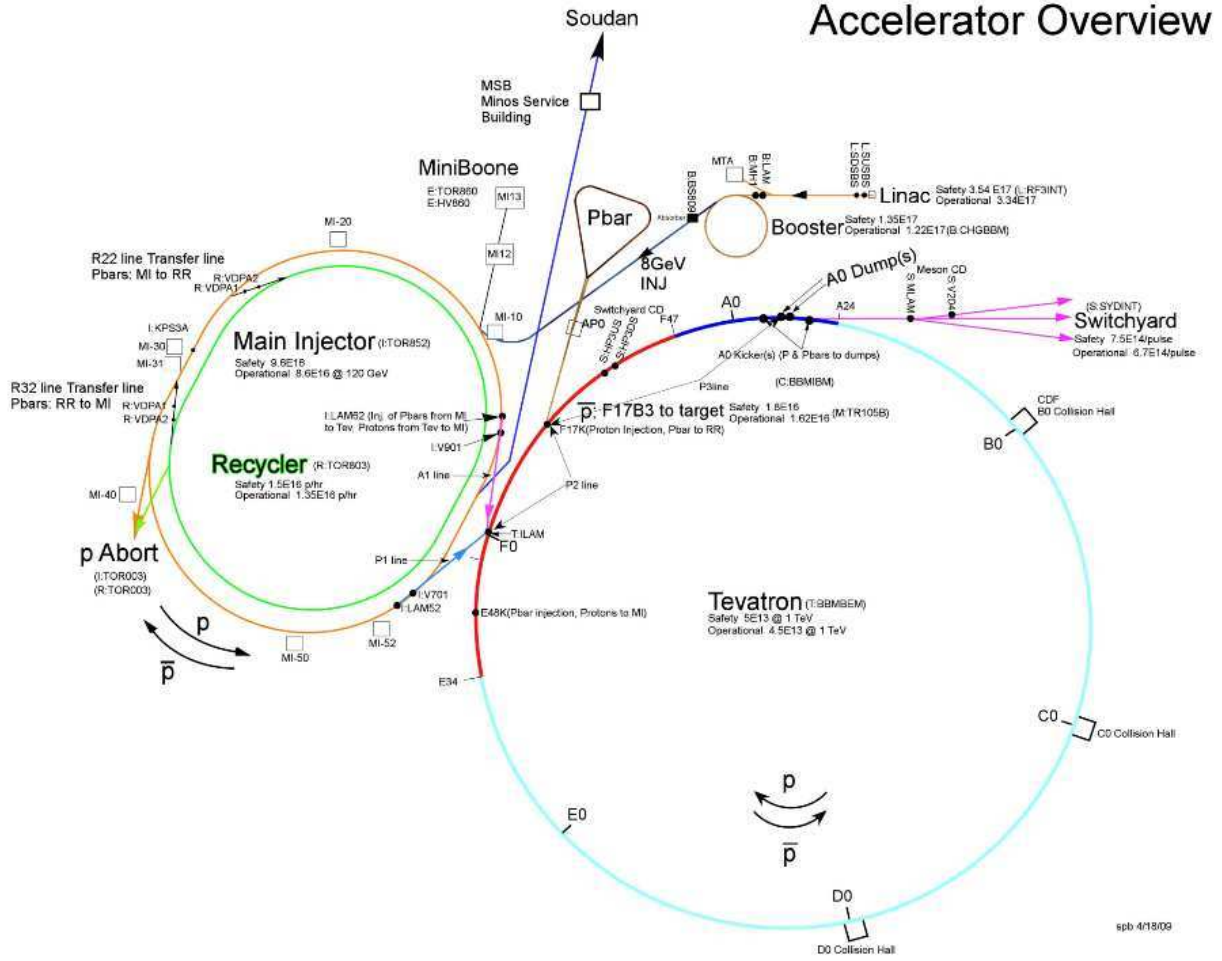 Accelerator Overview
Soudan
MSB
Minos Service
Building
MiniBoone
E:TOR860
E:HV860
MI13
MI12
Pbar
MTA
B:MH1
B:LAM
L:SDSBS
L:SUSBS
Linac
Safety 3.54 E17 (L:RF3INT)
Operational 3.34E17
B:BS809
Absorber
Booster
Safety 1.35E17
Operational 1.22E17(B:CHGBBM)
8GeV
INJ
MI-20
R22 line Transfer line
Pbars: MI to RR
R:VDPA2
R:VDPA1
I:KPS3A
MI-30
MI-31
R32 line Transfer line
Pbars: RR to MI
R:VDPA1
R:VDPA2
Main Injector (I:TOR852)
Safety 9.6E16
Operational 8.6E16 @ 120 GeV
MI-10
AP0
Switchyard CD
S:HP3US
S:HP3DS
F47
A0
A0 Dump(s)
A24
S:MLAM
Meson CD
S:V204
(S:SYDINT)
Switchyard
Safety 7.5E14/pulse
Operational 6.7E14/pulse
A0 Kicker(s) (P & Pbars to dumps)
P3line
(C:BBMIBM)
I:LAM62 (Inj. of Pbars from MI
to Tev, Protons from Tev to MI)
I:V901
p̅: F17B3 to target
Safety 1.8E16
Operational 1.62E16
(M:TR105B)
F17K(Proton Injection, Pbar to RR)
CDF
B0 Collision Hall
B0
Recycler (R:TOR803)
Safety 1.5E16 p/hr
Operational 1.35E16 p/hr
A1 line
P2 line
MI-40
T:ILAM
F0
p Abort
(I:TOR003)
(R:TOR003)
P1 line
I:V701
I:LAM52
E48K(Pbar injection, Protons to MI)
Tevatron (T:BBMBEM)
Safety 5E13 @ 1 TeV
Operational 4.5E13 @ 1 TeV
p
p̅
MI-50
MI-52
E34
C0
C0 Collision Hall
p
p̅
E0
D0
D0 Collision Hall
spb 4/18/09